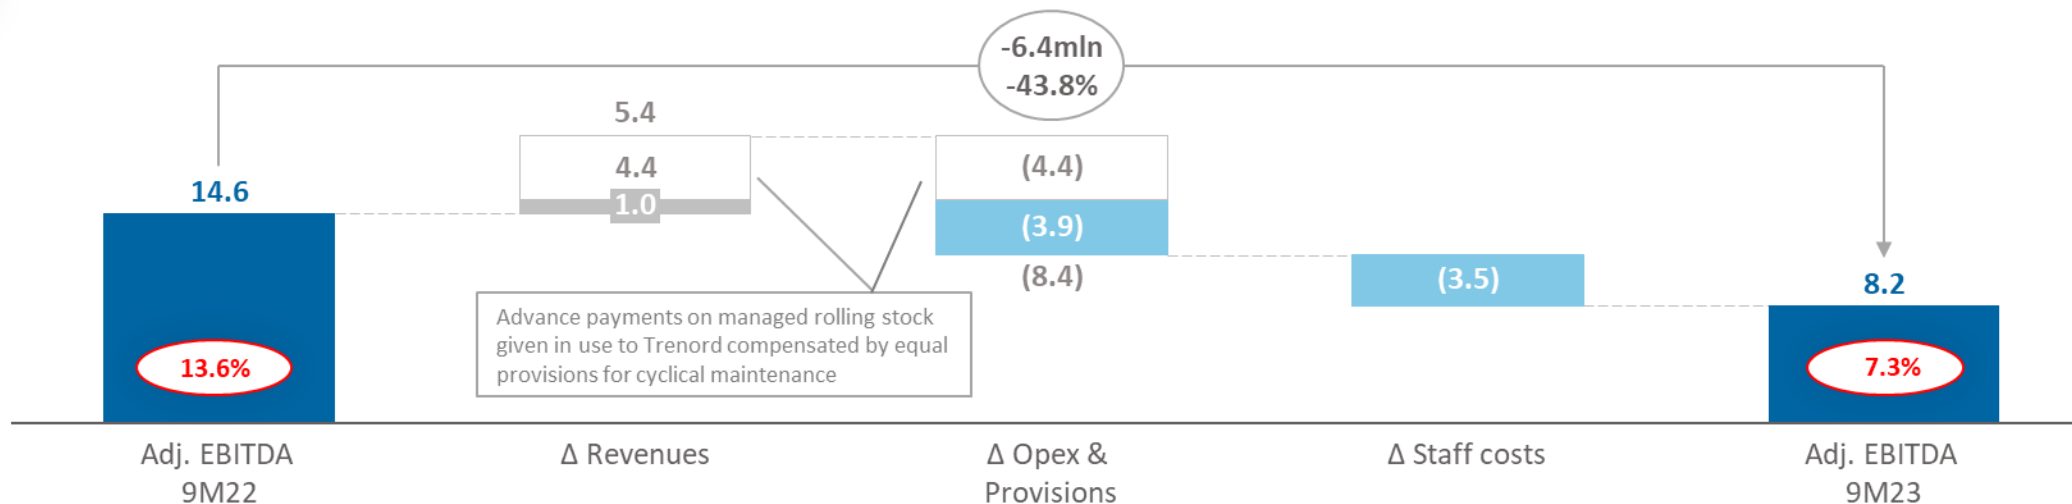 -6.4mln
-43.8%
5.4
4.4
1.0
14.6
(4.4)
(3.9)
(8.4)
(3.5)
8.2
Advance payments on managed rolling stock
given in use to Trenord compensated by equal
provisions for cyclical maintenance
13.6%
7.3%
Adj. EBITDA
9M22
Δ Revenues
Δ Opex &
Provisions
Δ Staff costs
Adj. EBITDA
9M23